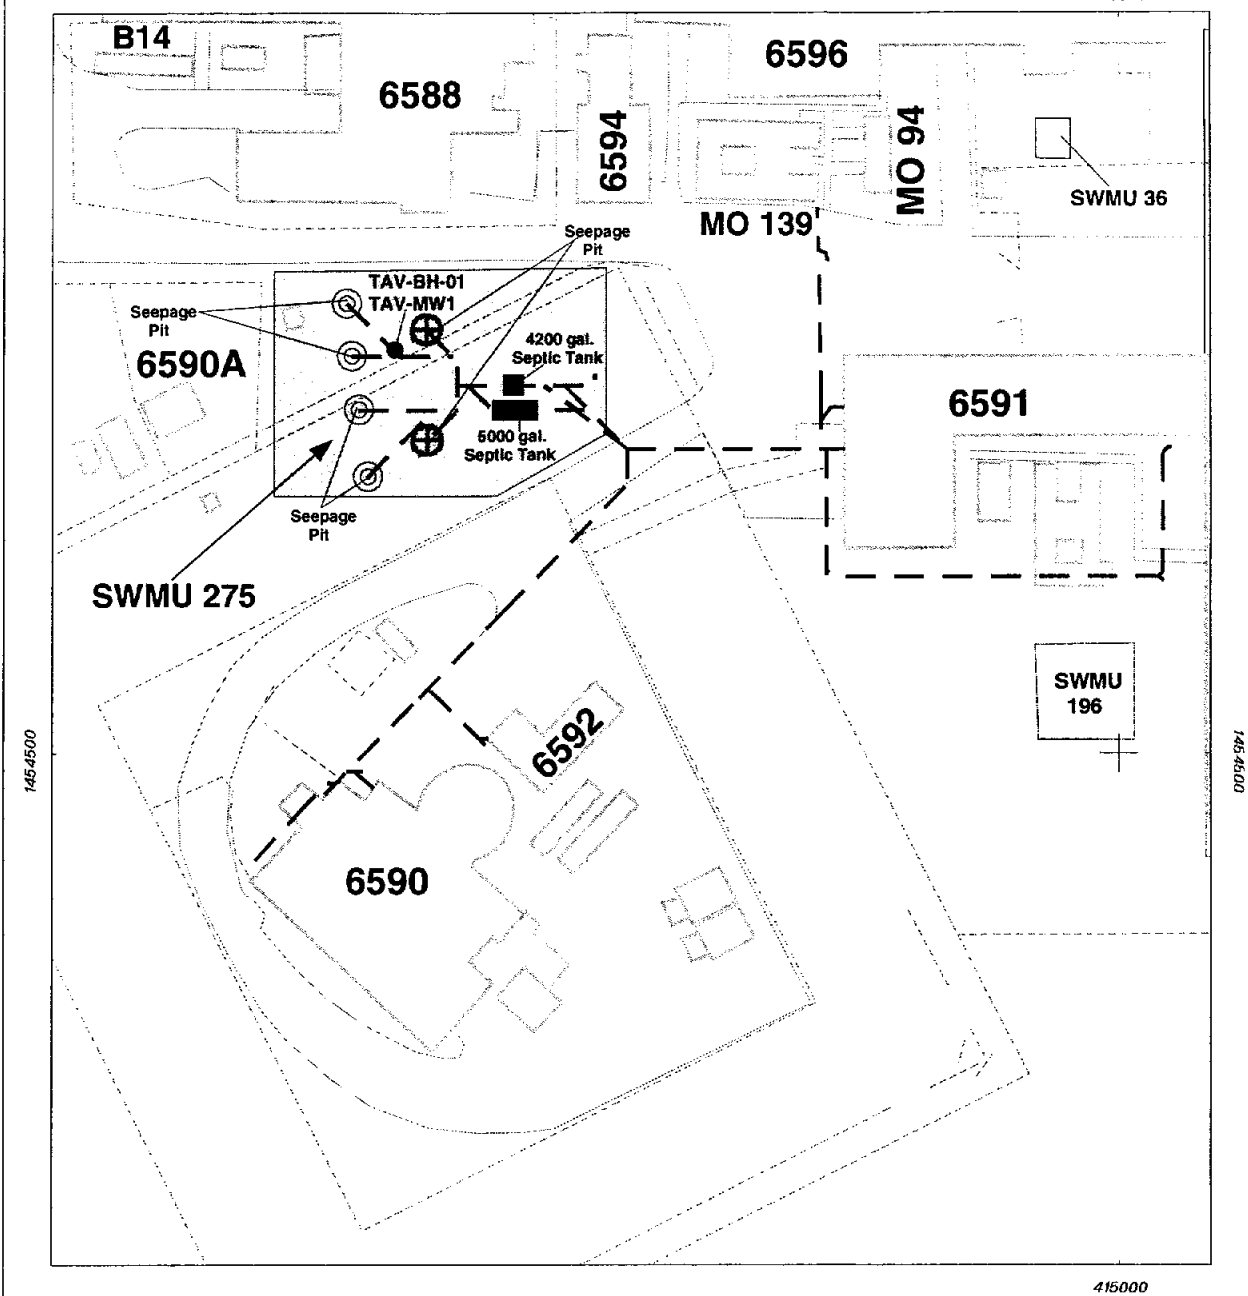 B14
6588
6596
6594
MO 94
SWMU 36
MO 139
Seepage
Pit
TAV-BH-01
TAV-MW1
Seepage
Pit
6590A
4200 gal.
Septic Tank
6591
5000 gal.
Septic Tank
Seepage
Pit
SWMU 275
SWMU
196
6592
1454500
1454500
6590
415000